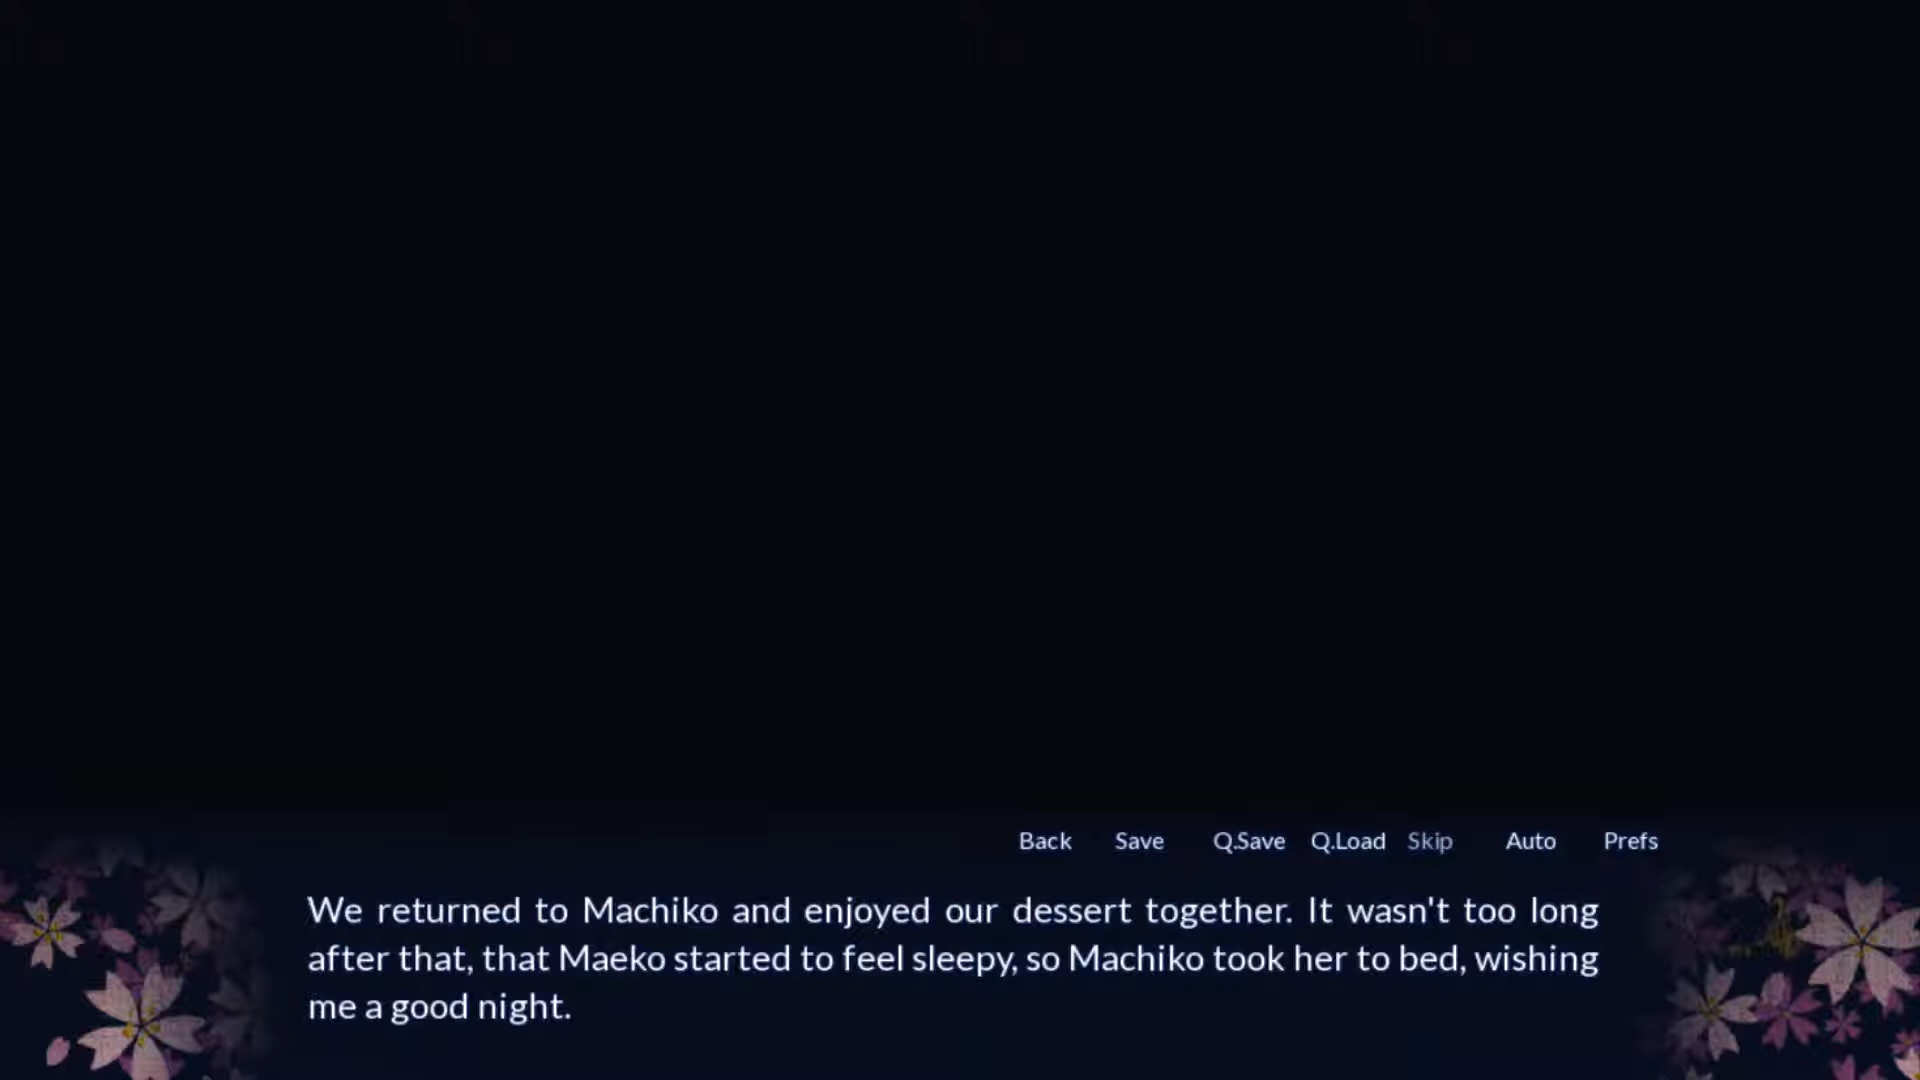 Back Save Q.Save Q.Load Skip Auto Prefs
We returned to Machiko and enjoyed our dessert together. It wasn't too long
after that, that Maeko started to feel sleepy, so Machiko took her to bed, wishing
me a good night.